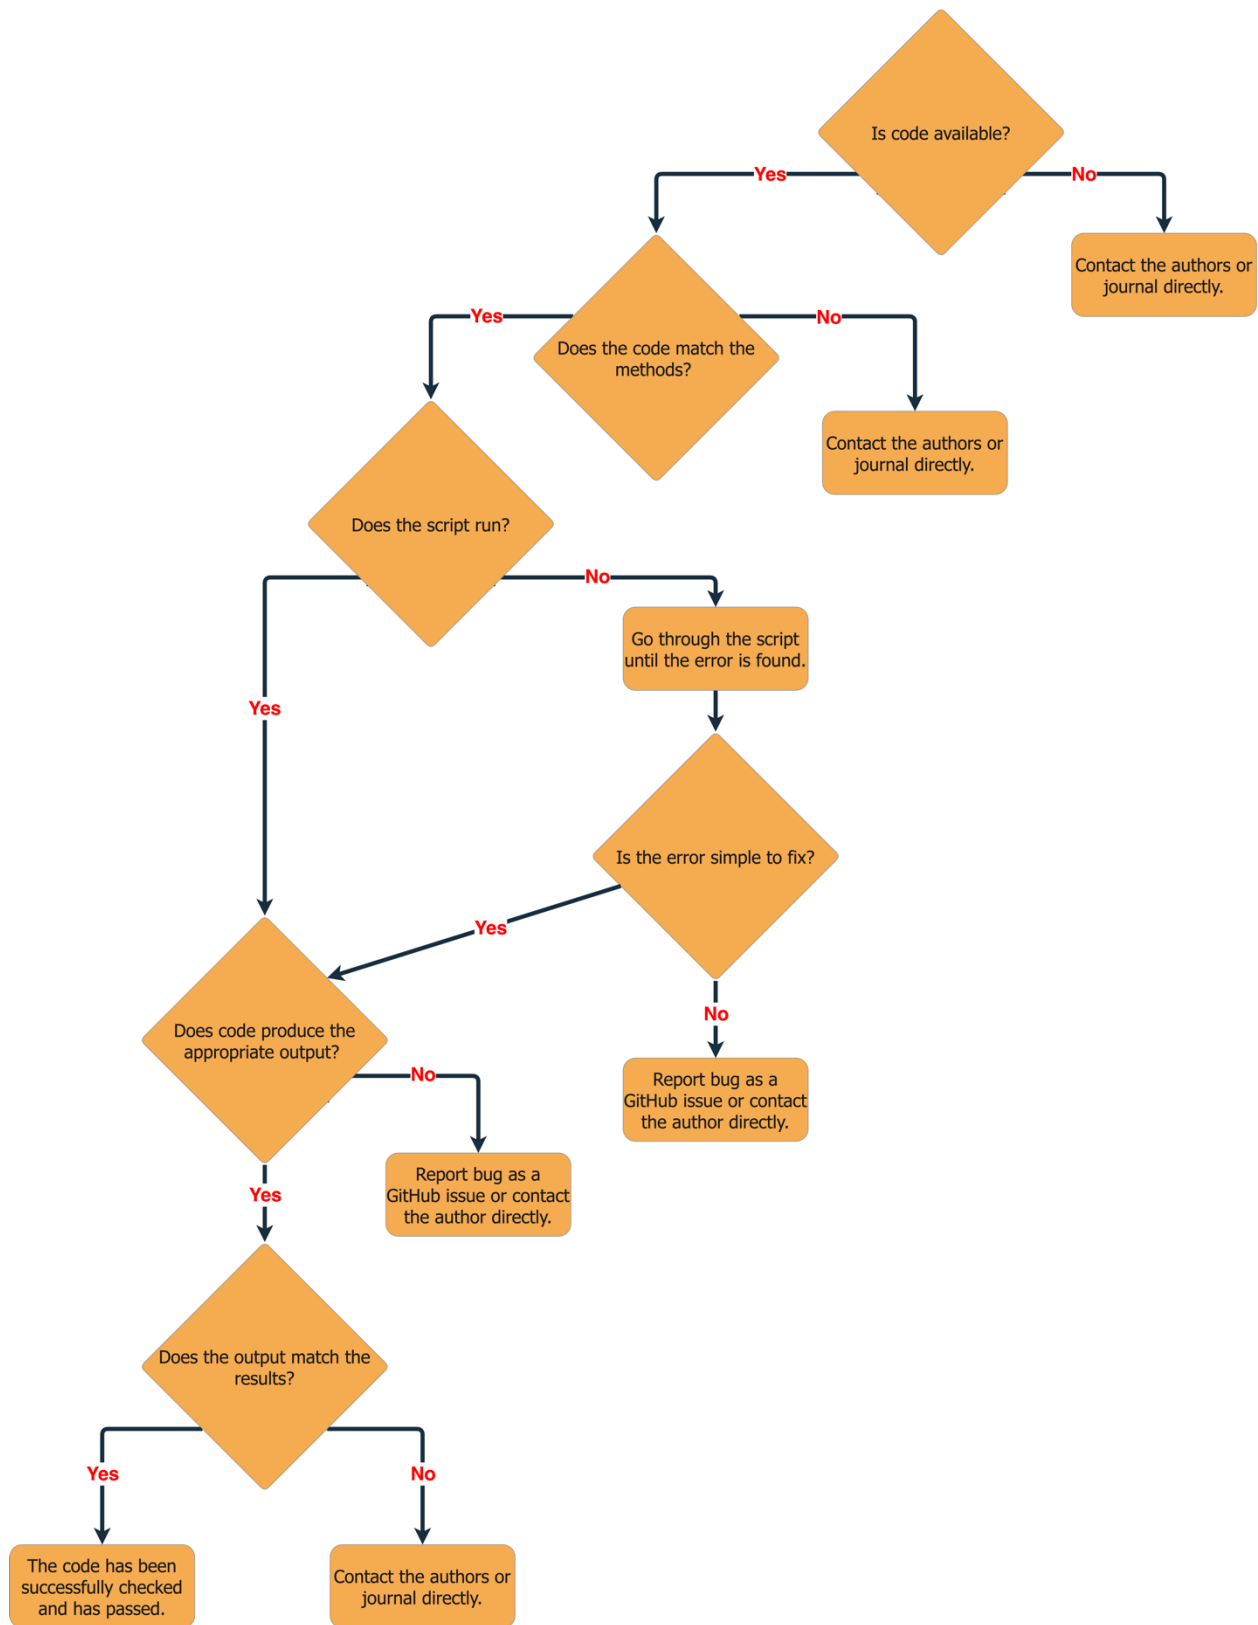 Is code available?
Yes
No
Contact the authors or
journal directly.
Does the code match the
methods?
Yes
No
Contact the authors or
journal directly.
Does the script run?
Yes
No
Go through the script
until the error is found.
Is the error simple to fix?
Yes
No
Report bug as a
GitHub issue or contact
the author directly.
Does code produce the
appropriate output?
No
Report bug as a
GitHub issue or contact
the author directly.
Yes
Does the output match the
results?
Yes
No
The code has been
successfully checked
and has passed.
Contact the authors or
journal directly.